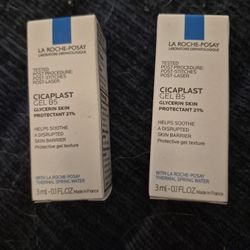 LA ROCHE-POSAY
LABORATOIRE DERMATOLOGIQUE
TESTED
POST-PROCEDURE:
POST-STITCHES
POST-LASER
CICAPLAST
GEL B5
GLYCERIN SKIN
PROTECTANT 21%
HELPS SOOTHE
A DISRUPTED
SKIN BARRIER
Protective gel texture
WITH LA ROCHE-POSAY
THERMAL SPRING WATER
3 ml-0.1 FL.OZ Made in France
LA ROCHE-POSAY
LABORATOIRE DERMATOLOGIQUE
TESTED
POST PROCEDURE:
POST-STITCHES
POST-LASER
CICAPLAST
GEL B5
GLYCERIN SKIN
PROTECTANT 21%
HELPS SOOTHE
A DISRUPTED
SKIN BARRIER
Protective gel texture
WITH LA ROCHE-POSAY
THERMAL SPRING WATER
3 ml-0.1 FL.OZ Made in France